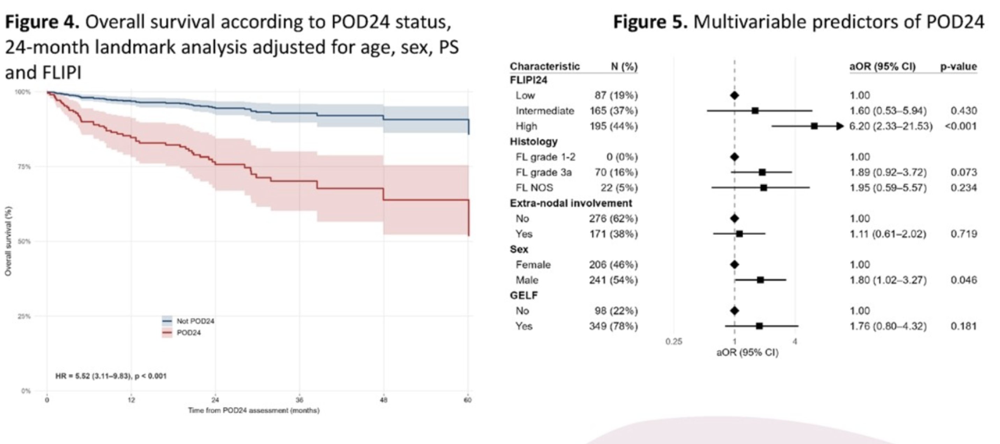 Figure 4. Overall survival according to POD24 status,
24-month landmark analysis adjusted for age, sex, PS
and FLIPI
100%
75%
50%
25%
0%
Overall survival (%)
Not POD24
POD24
HR = 5.52 (3.11–9.83), p < 0.001
0 12 24 36 48 60
Time from POD24 assessment (months)
Figure 5. Multivariable predictors of POD24
Characteristic N (%) aOR (95% CI) p-value
FLIPI24
Low 87 (19%) 1.00
Intermediate 165 (37%) 1.60 (0.53–5.94) 0.430
High 195 (44%) 6.20 (2.33–21.53) <0.001
Histology
FL grade 1-2 0 (0%) 1.00
FL grade 3a 70 (16%) 1.89 (0.92–3.72) 0.073
FL NOS 22 (5%) 1.95 (0.59–5.57) 0.234
Extra-nodal involvement
No 276 (62%) 1.00
Yes 171 (38%) 1.11 (0.61–2.02) 0.719
Sex
Female 206 (46%) 1.00
Male 241 (54%) 1.80 (1.02–3.27) 0.046
GELF
No 98 (22%) 1.00
Yes 349 (78%) 1.76 (0.80–4.32) 0.181
0.25 1 4
aOR (95% CI)